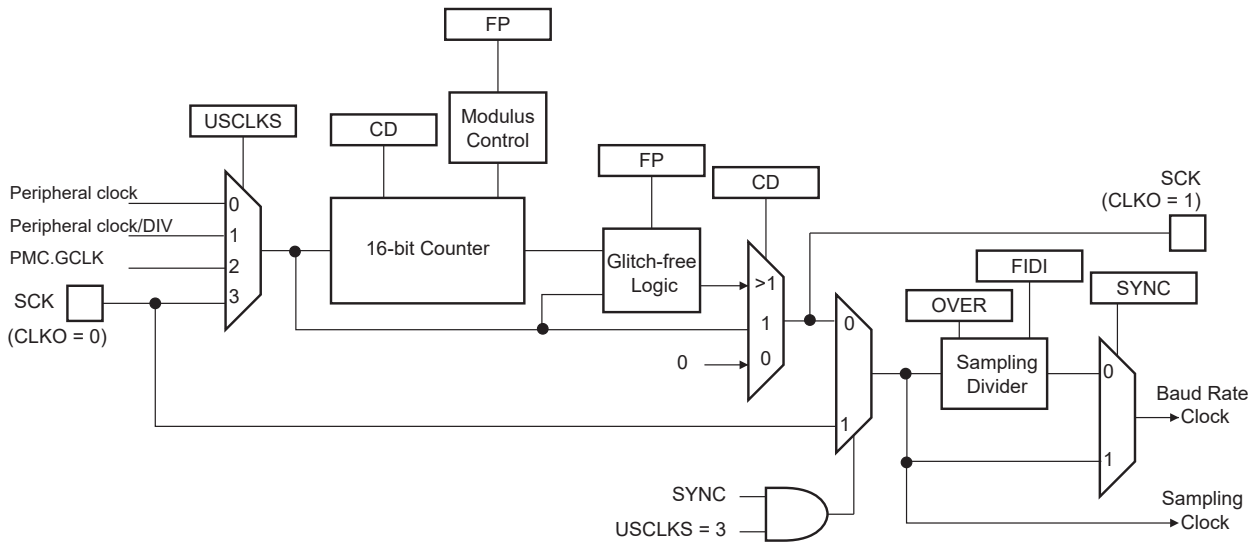 FP
Modulus
Control
USCLKS
CD
FP
CD
SCK
(CLKO = 1)
Peripheral clock
Peripheral clock/DIV
PMC.GCLK
SCK
(CLKO = 0)
0
1
2
3
16-bit Counter
Glitch-free
Logic
>1
1
0
0
FIDI
OVER
SYNC
0
1
Sampling
Divider
0
1
Baud Rate
Clock
Sampling
Clock
SYNC
USCLKS = 3